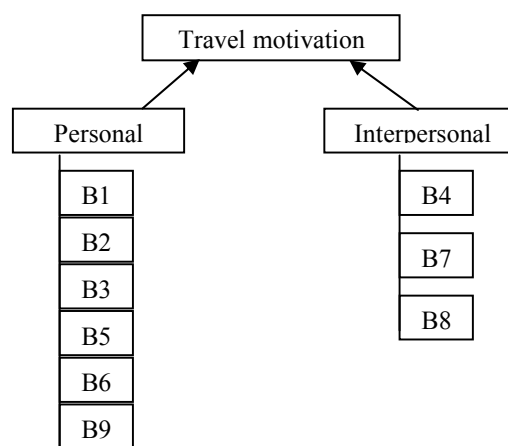 Travel motivation
Personal
Interpersonal
B1
B2
B3
B5
B6
B9
B4
B7
B8